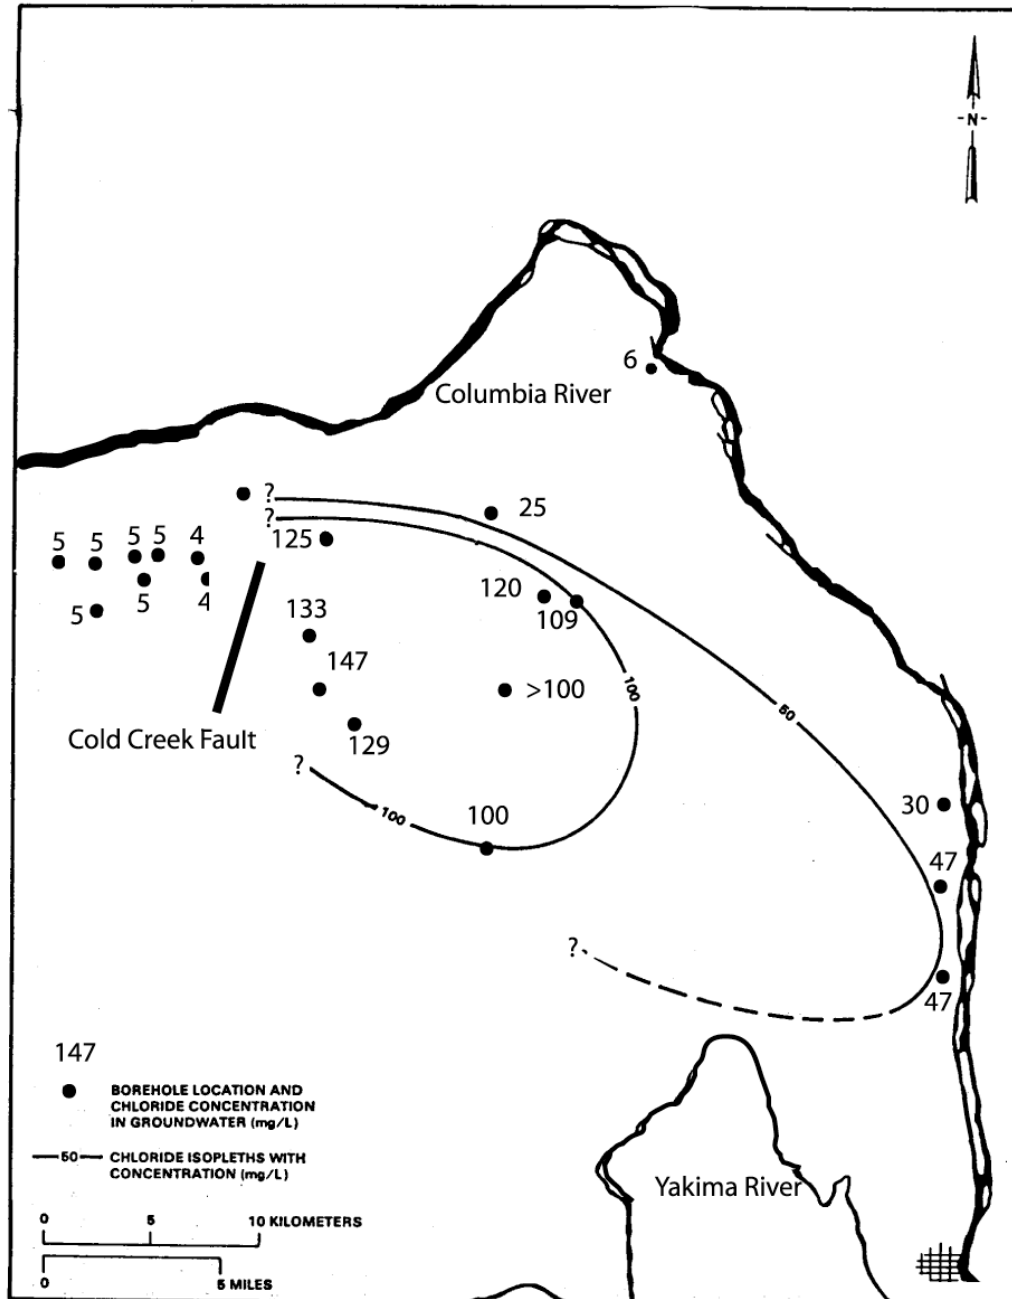 -N-
6
Columbia River
?
25
?
125
5
5
5
5
4
5
5
4
120
109
133
147
>100
100
50
Cold Creek Fault
129
?
100
100
30
47
?
47
147
BOREHOLE LOCATION AND
CHLORIDE CONCENTRATION
IN GROUNDWATER (mg/L)
50
CHLORIDE ISOPLETHS WITH
CONCENTRATION (mg/L)
Yakima River
0 5 10 KILOMETERS
0 5 MILES